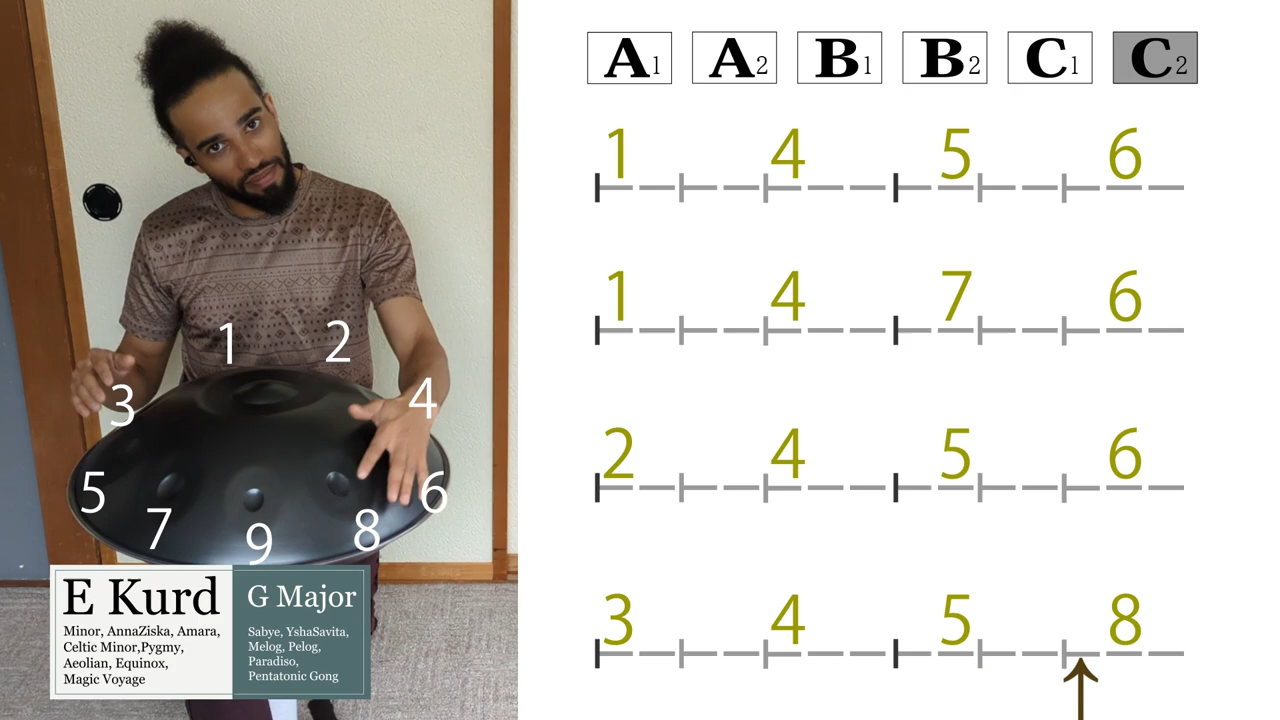 A1 A2 B1 B2 C1 C2
1 4 5 6
1 4 7 6
2 4 5 6
3 4 5 8
1 2
3 4
5 6
7 9 8
E Kurd
Minor, AnnaZiska, Amara,
Celtic Minor,Pygmy,
Aeolian, Equinox,
Magic Voyage
G Major
Sabye, YshaSavita,
Melog, Pelog,
Paradiso,
Pentatonic Gong